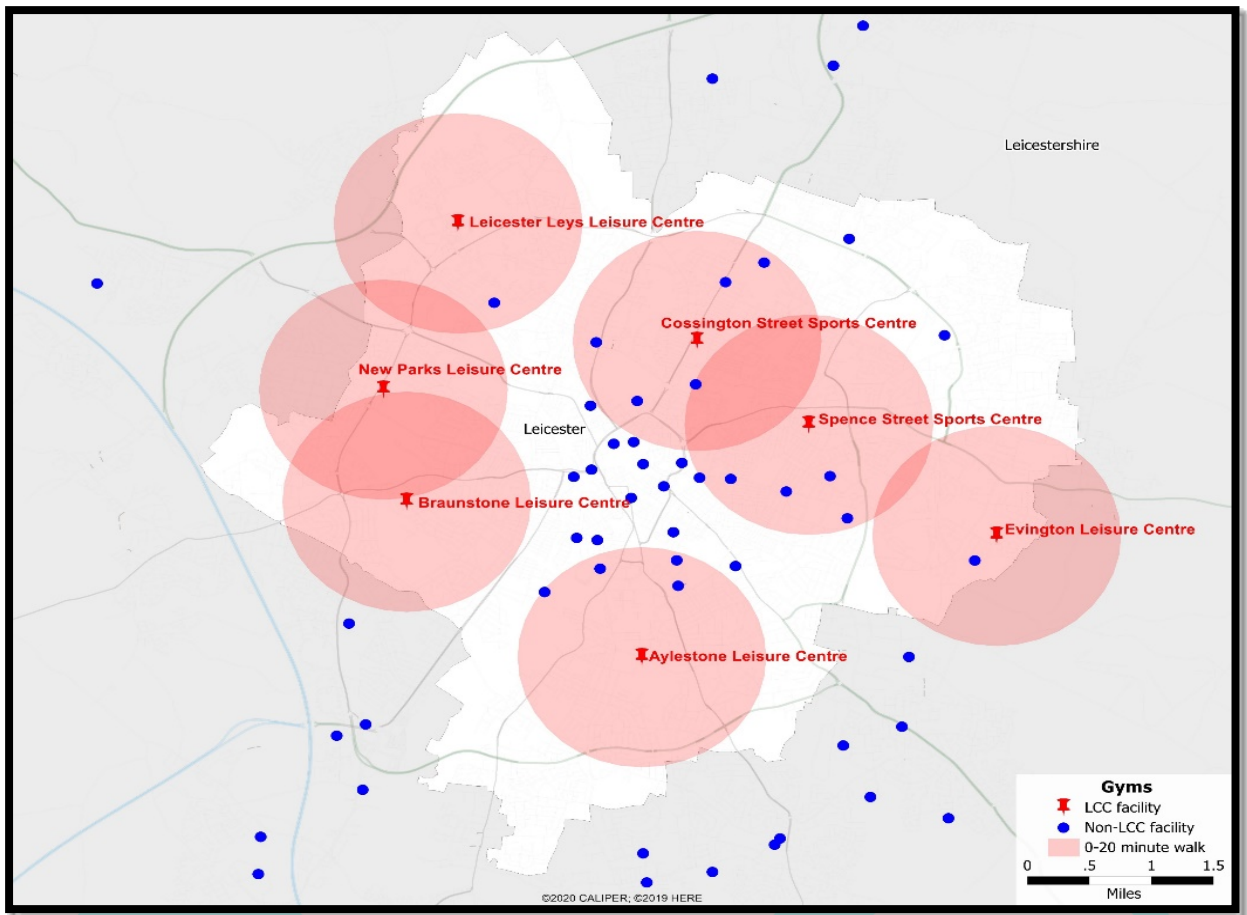 Leicestershire
Leicester Leys Leisure Centre
Cossington Street Sports Centre
New Parks Leisure Centre
Spence Street Sports Centre
Leicester
Braunstone Leisure Centre
Evington Leisure Centre
Aylestone Leisure Centre
Gyms
LCC facility
Non-LCC facility
0-20 minute walk
0 .5 1 1.5
Miles
©2020 CALIPER; ©2019 HERE